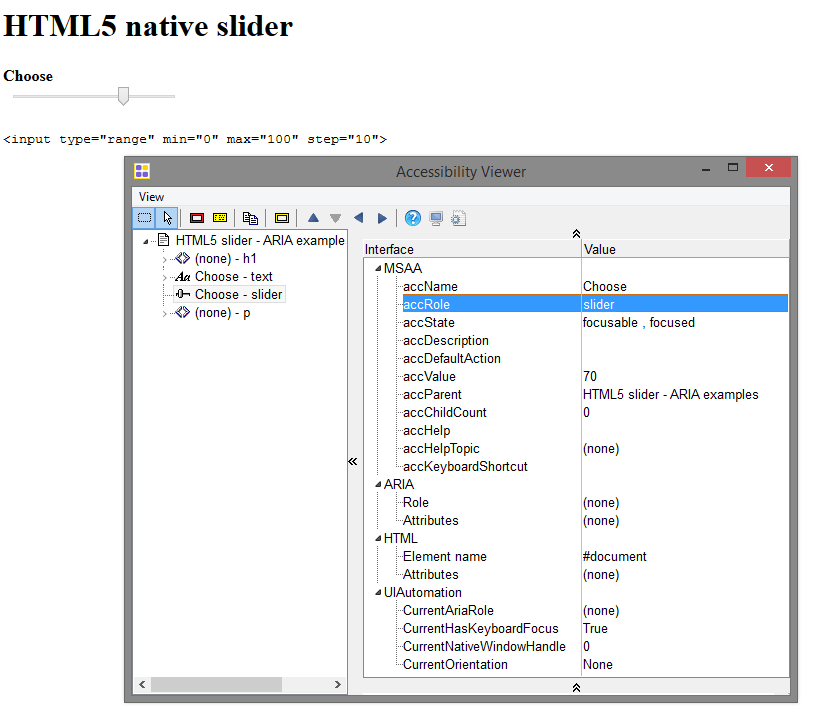 HTML5 native slider
Choose
<input type="range" min="0" max="100" step="10">
Accessibility Viewer
View
HTML5 slider - ARIA example
(none) - h1
Aa Choose - text
Choose - slider
(none) - p
Interface Value
MSAA
accName Choose
accRole slider
accState focusable , focused
accDescription
accDefaultAction
accValue 70
accParent HTML5 slider - ARIA examples
accChildCount 0
accHelp
accHelpTopic (none)
accKeyboardShortcut
ARIA
Role (none)
Attributes (none)
HTML
Element name #document
Attributes (none)
UIAutomation
CurrentAriaRole (none)
CurrentHasKeyboardFocus True
CurrentNativeWindowHandle 0
CurrentOrientation None